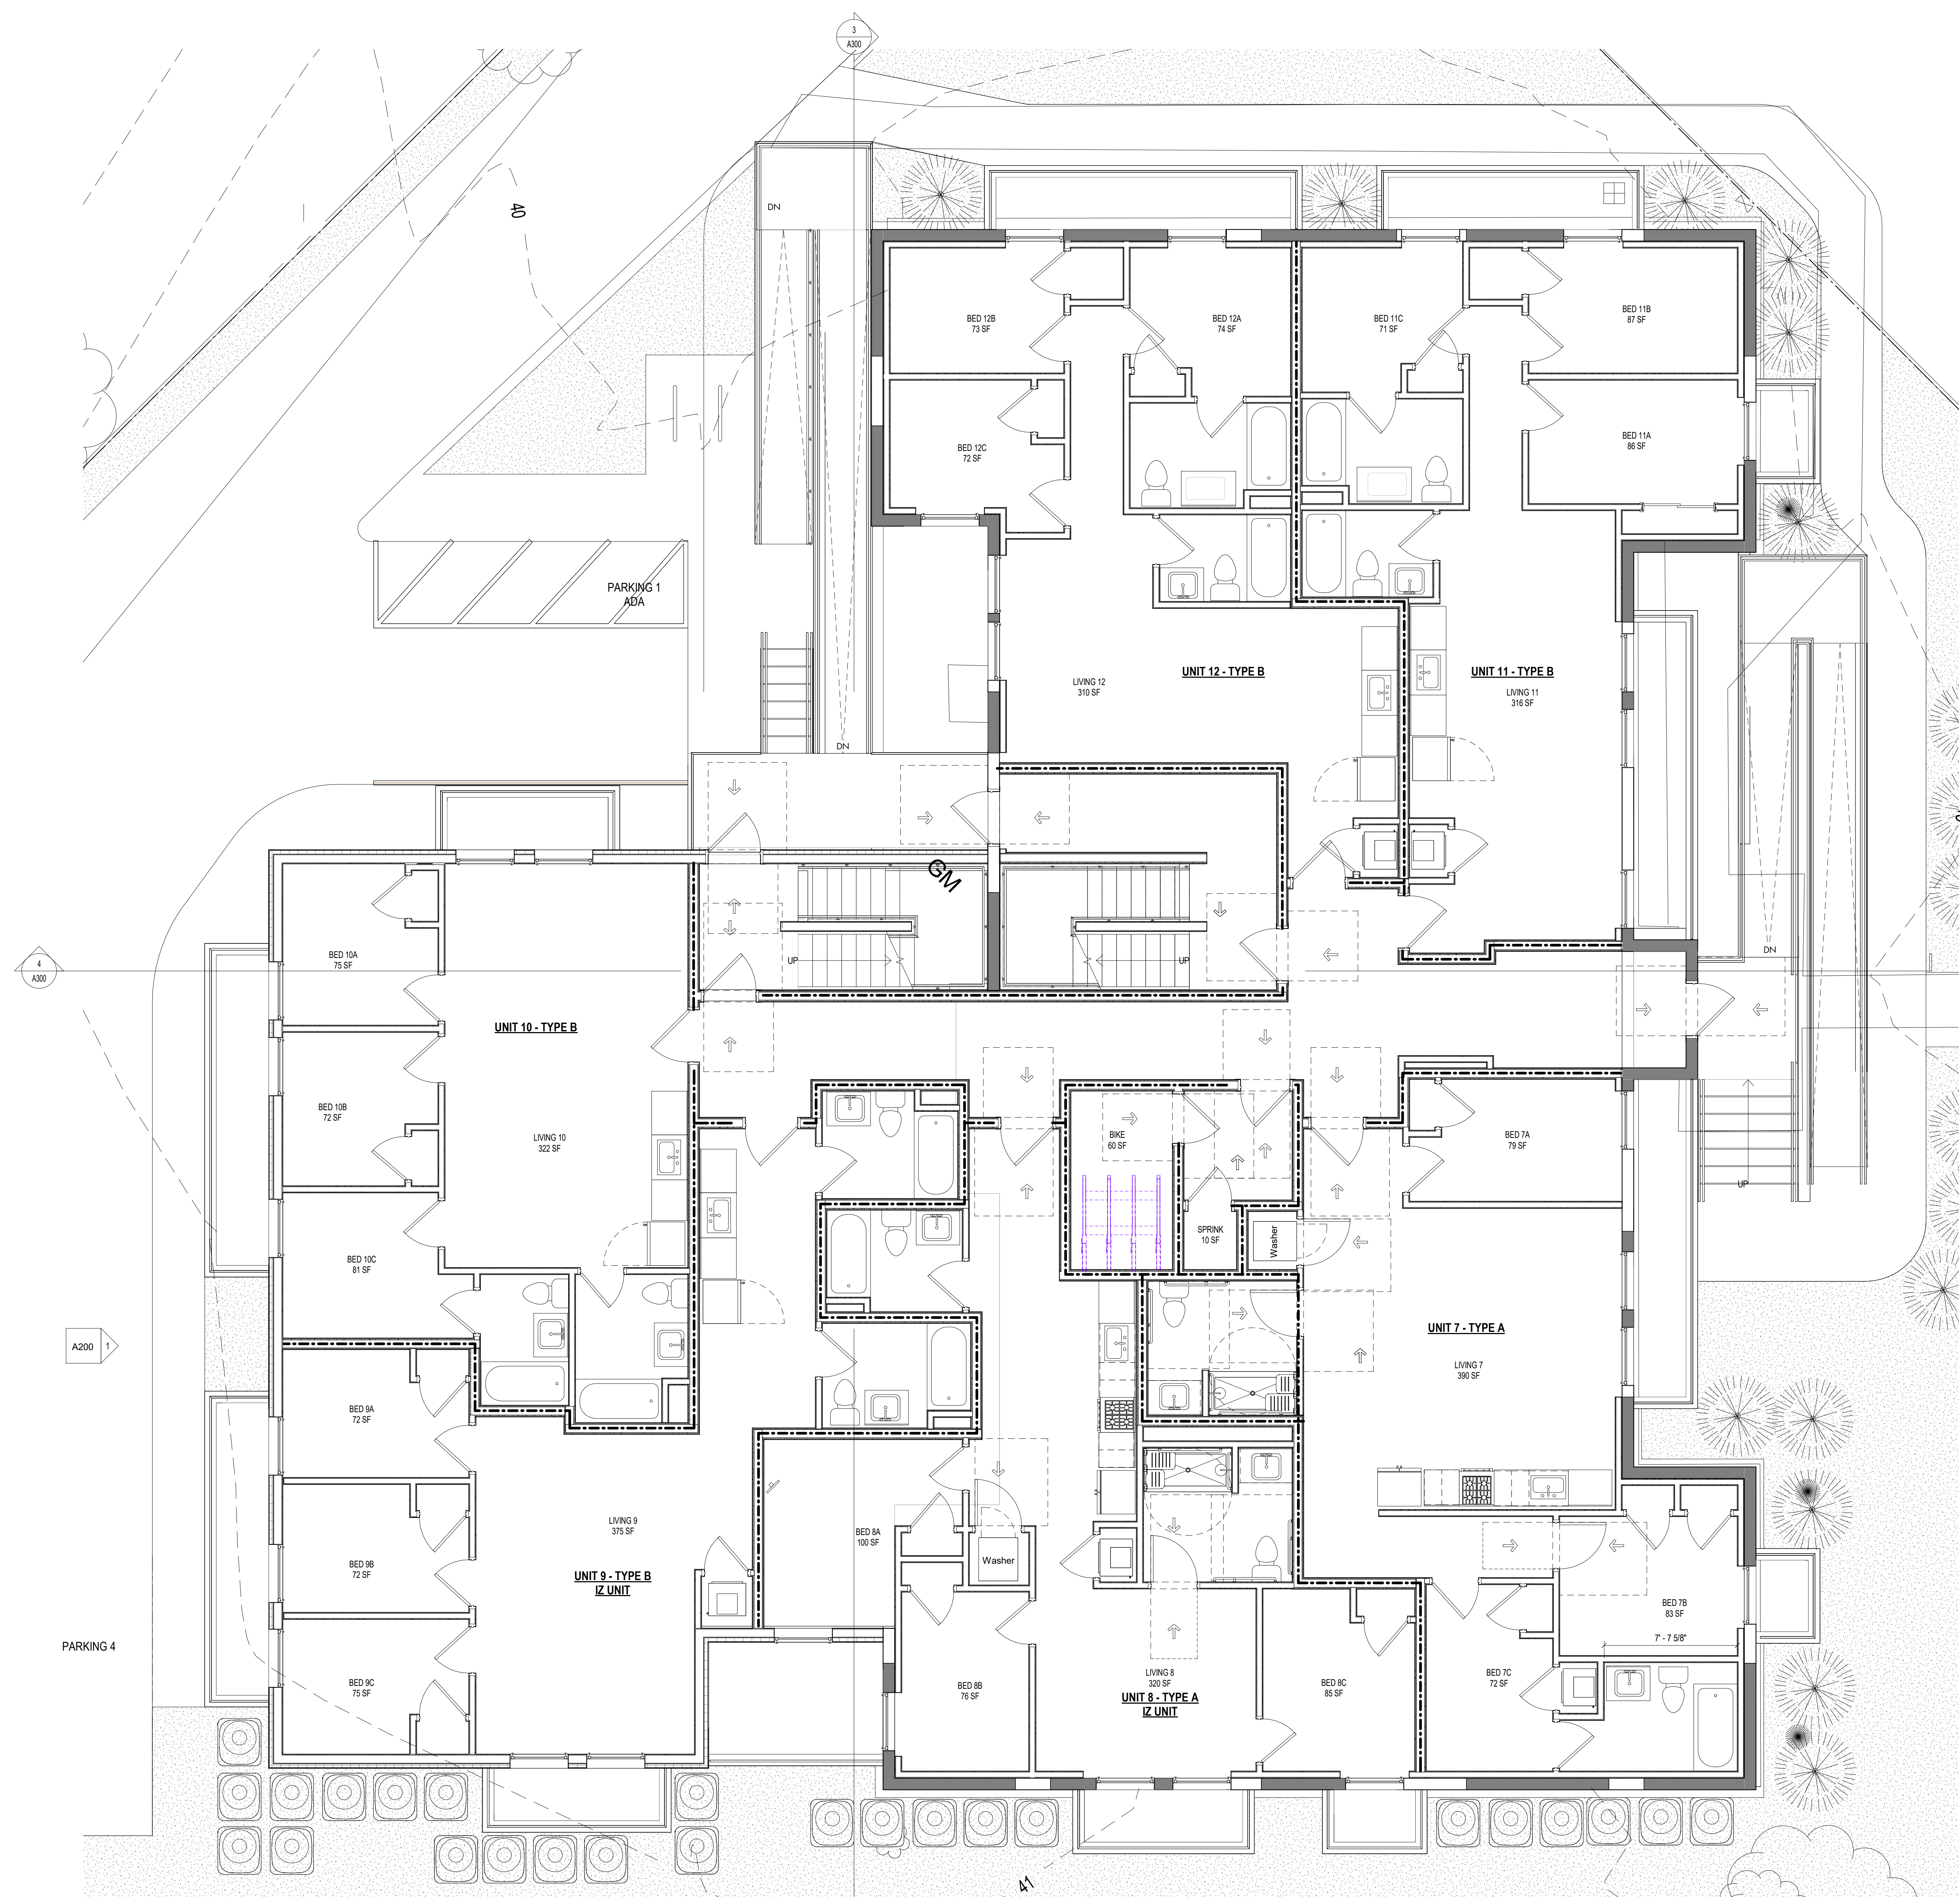 3
A300
40
DN
BED 12B
73 SF
BED 12A
74 SF
BED 11C
71 SF
BED 11B
87 SF
BED 12C
72 SF
BED 11A
86 SF
PARKING 1
ADA
LIVING 12
310 SF
UNIT 12 - TYPE B
UNIT 11 - TYPE B
LIVING 11
316 SF
DN
GM
4
A300
BED 10A
75 SF
UP
UP
DN
UNIT 10 - TYPE B
BED 10B
72 SF
LIVING 10
322 SF
BIKE
60 SF
BED 7A
79 SF
UP
SPRINK
10 SF
Washer
BED 10C
81 SF
A200
1
UNIT 7 - TYPE A
LIVING 7
390 SF
BED 9A
72 SF
LIVING 9
375 SF
BED 8A
100 SF
Washer
BED 9B
72 SF
UNIT 9 - TYPE B
IZ UNIT
BED 7B
83 SF
PARKING 4
7' - 7 5/8"
BED 9C
75 SF
BED 8B
76 SF
LIVING 8
320 SF
UNIT 8 - TYPE A
IZ UNIT
BED 8C
85 SF
BED 7C
72 SF
41